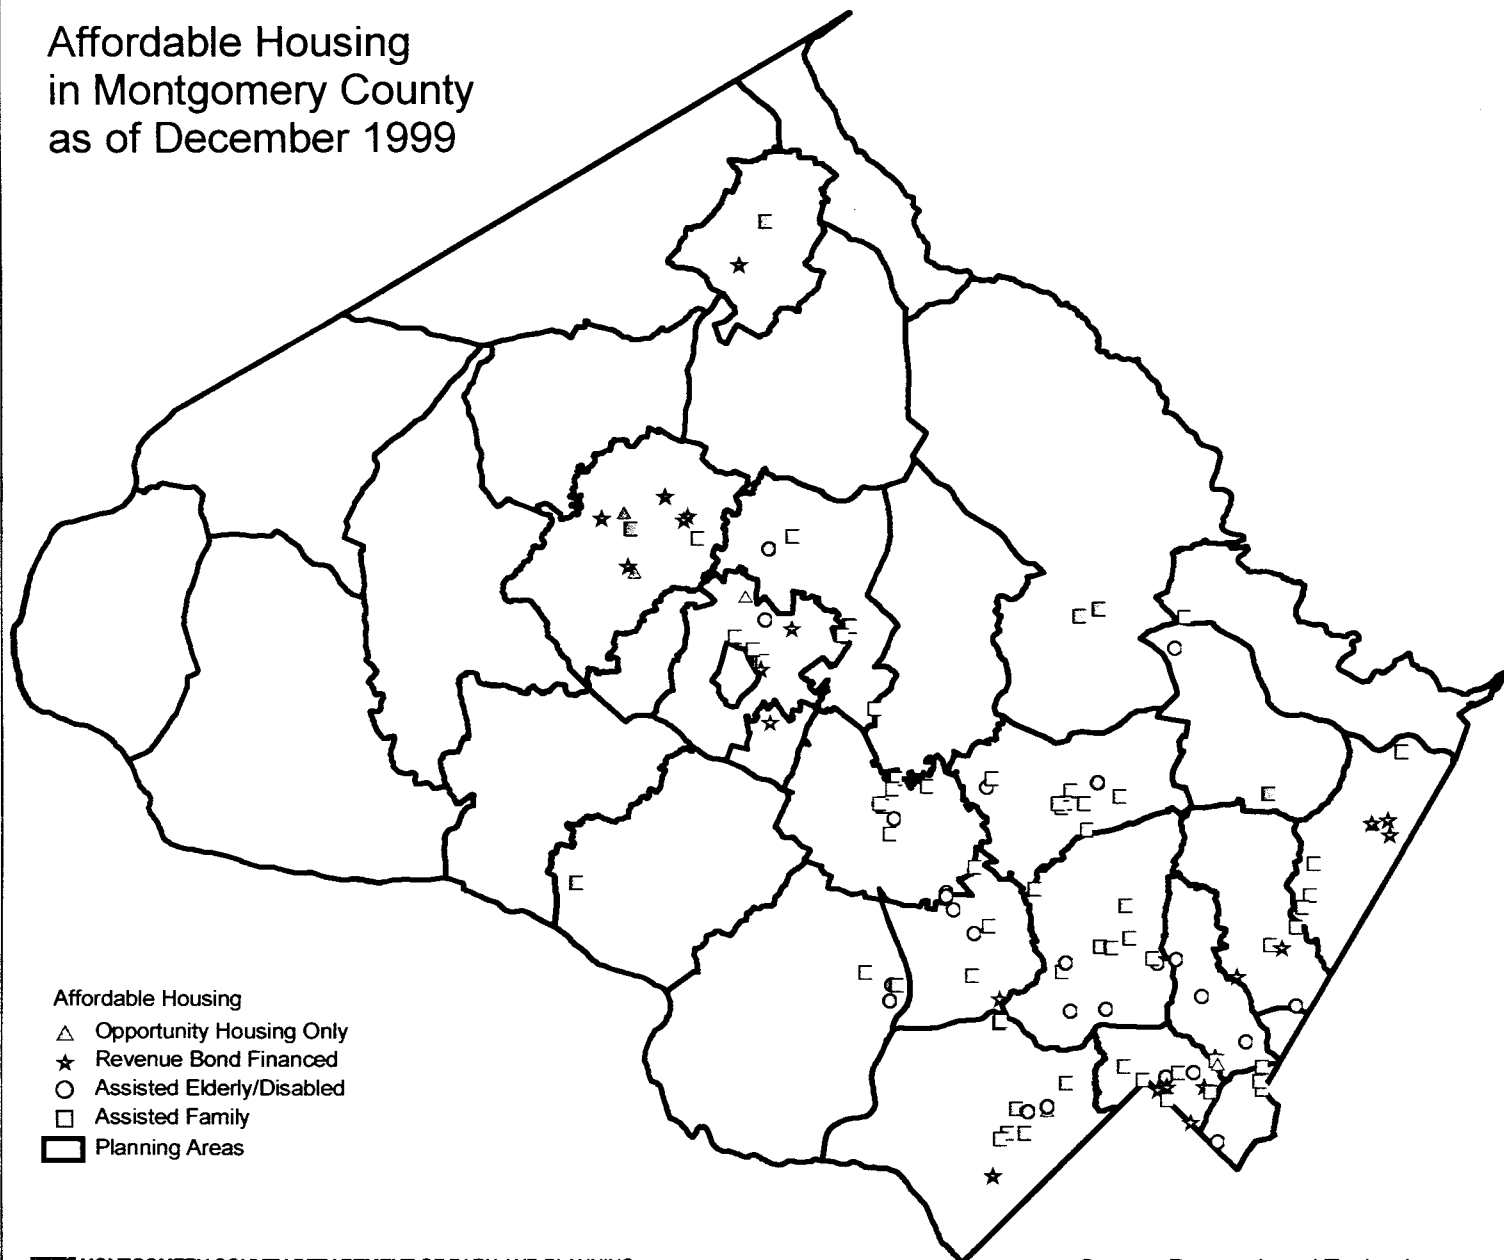 Affordable Housing
in Montgomery County
as of December 1999
Affordable Housing
Opportunity Housing Only
Revenue Bond Financed
Assisted Elderly/Disabled
Assisted Family
Planning Areas